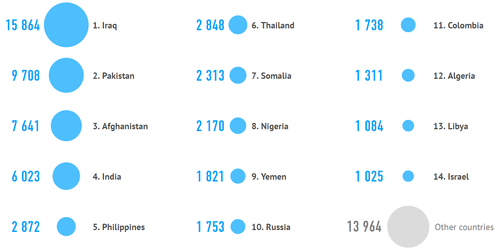 15 864 1. Iraq
9 708 2. Pakistan
7 641 3. Afghanistan
6 023 4. India
2 872 5. Philippines
2 848 6. Thailand
2 313 7. Somalia
2 170 8. Nigeria
1 821 9. Yemen
1 753 10. Russia
1 738 11. Colombia
1 311 12. Algeria
1 084 13. Libya
1 025 14. Israel
13 964 Other countries